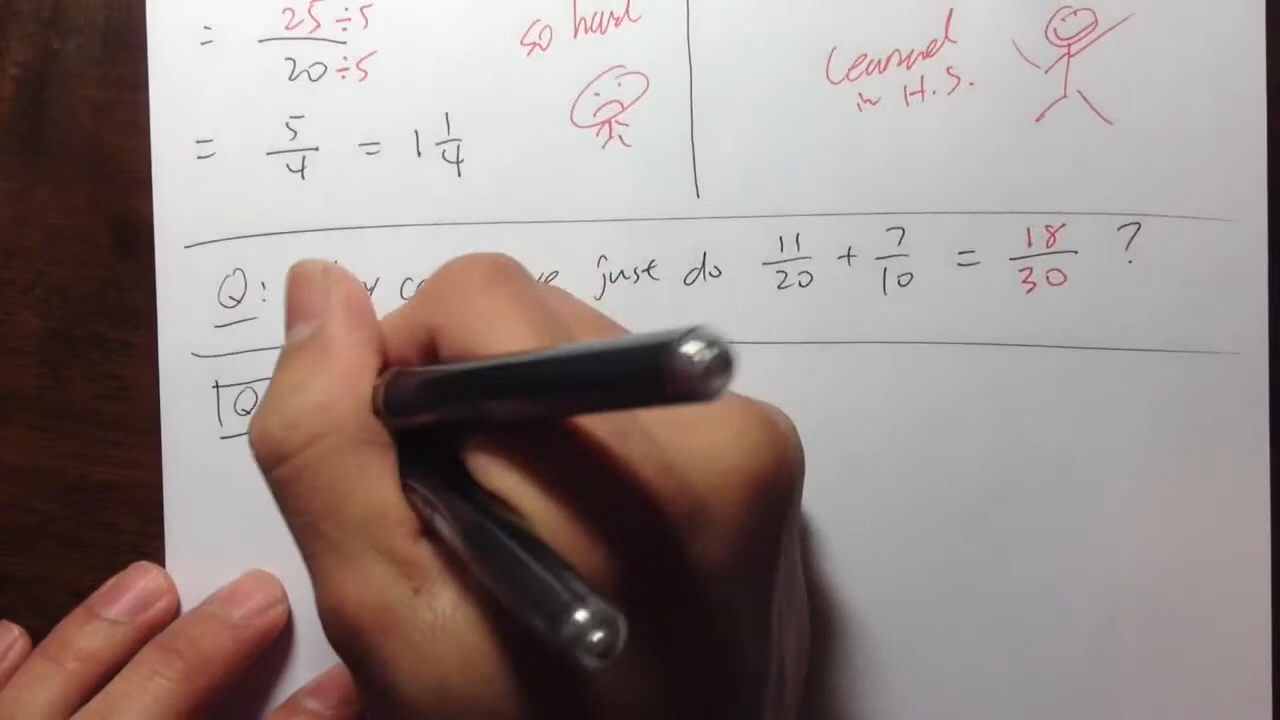 = 25÷5 / 20÷5
so hard
= 5/4 = 1 1/4
Learned
in H.S.
Q: just do 11/20 + 7/10 = 18/30 ?
Q